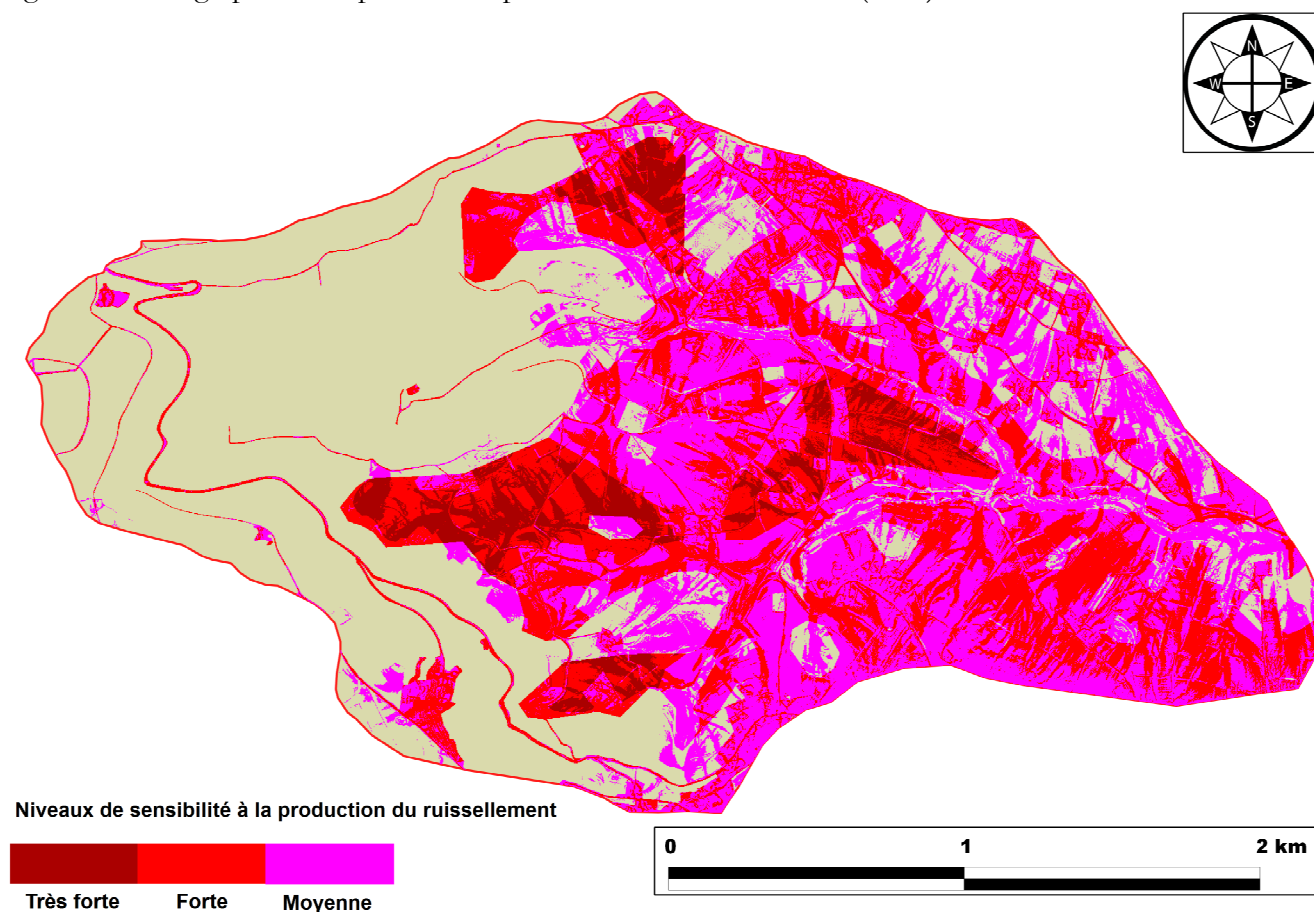 N
W E
S
Niveaux de sensibilité à la production du ruissellement
Très forte Forte Moyenne
0 1 2 km